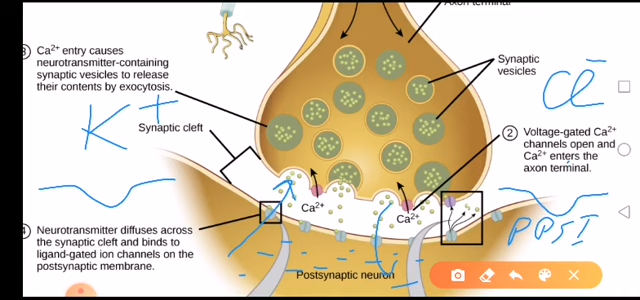 Axon terminal
③ Ca²⁺ entry causes
neurotransmitter-containing
synaptic vesicles to release
their contents by exocytosis.
Synaptic
vesicles
Cl⁻
K⁺
Synaptic cleft
② Voltage-gated Ca²⁺
channels open and
Ca²⁺ enters the
axon terminal.
Ca²⁺
Ca²⁺
④ Neurotransmitter diffuses across
the synaptic cleft and binds to
ligand-gated ion channels on the
postsynaptic membrane.
PPSI
Postsynaptic neuron